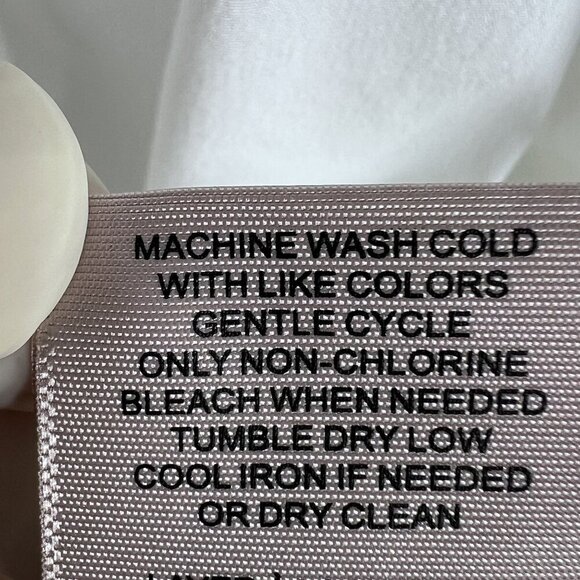 MACHINE WASH COLD
WITH LIKE COLORS
GENTLE CYCLE
ONLY NON-CHLORINE
BLEACH WHEN NEEDED
TUMBLE DRY LOW
COOL IRON IF NEEDED
OR DRY CLEAN